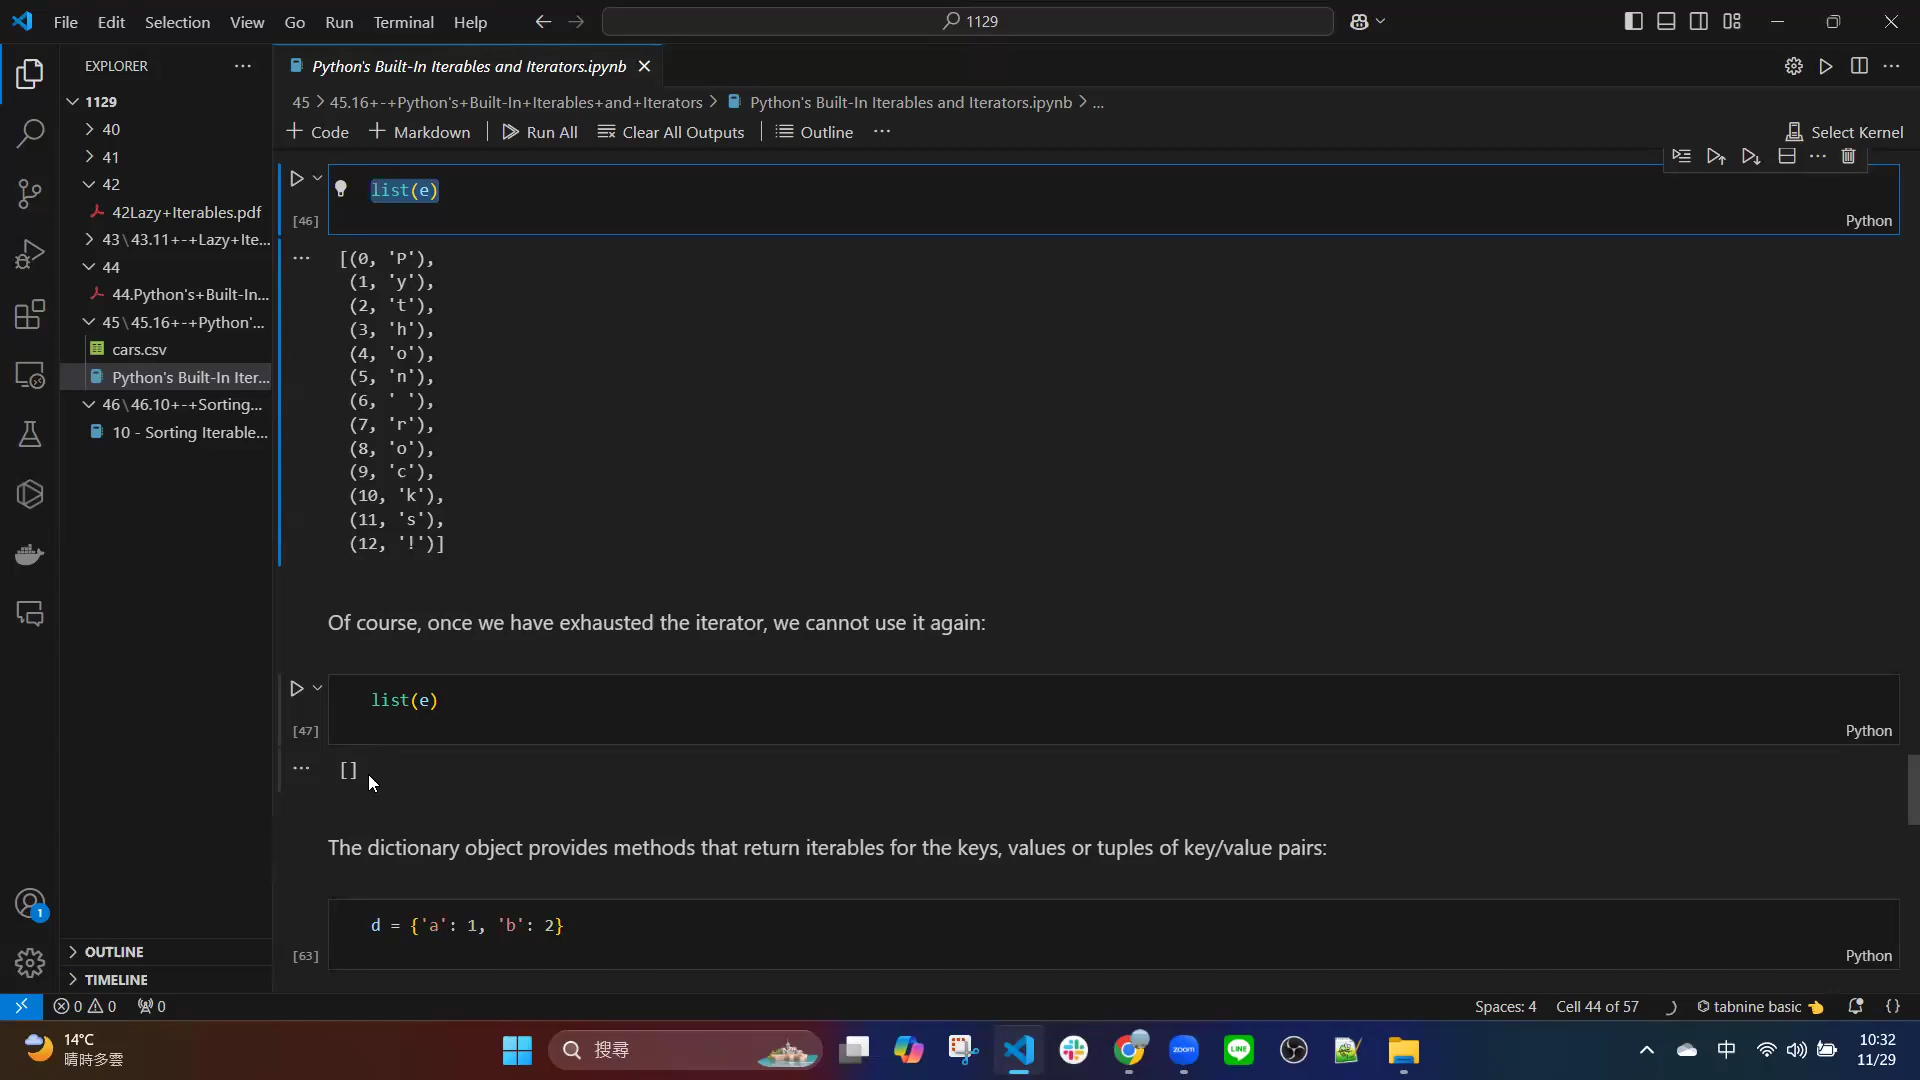 File Edit Selection View Go Run Terminal Help
1129
EXPLORER
Python's Built-In Iterables and Iterators.ipynb
1129
45 > 45.16+-+Python's+Built-In+Iterables+and+Iterators > Python's Built-In Iterables and Iterators.ipynb > ...
40
+ Code + Markdown Run All Clear All Outputs Outline ...
Select Kernel
41
42
42Lazy+Iterables.pdf
43\43.11+-+Lazy+Ite...
44
44.Python's+Built-In...
45\45.16+-+Python'...
cars.csv
Python's Built-In Iter...
46\46.10+-+Sorting...
10 - Sorting Iterable...
OUTLINE
TIMELINE
list(e)
[46]
Python
[(0, 'P'),
(1, 'y'),
(2, 't'),
(3, 'h'),
(4, 'o'),
(5, 'n'),
(6, ' '),
(7, 'r'),
(8, 'o'),
(9, 'c'),
(10, 'k'),
(11, 's'),
(12, '!')]
Of course, once we have exhausted the iterator, we cannot use it again:
list(e)
[47]
Python
[]
The dictionary object provides methods that return iterables for the keys, values or tuples of key/value pairs:
d = {'a': 1, 'b': 2}
[63]
Python
1
0 0 0
Spaces: 4 Cell 44 of 57 tabnine basic
14°C
晴時多雲
搜尋
zoom
LINE
中
10:32
11/29